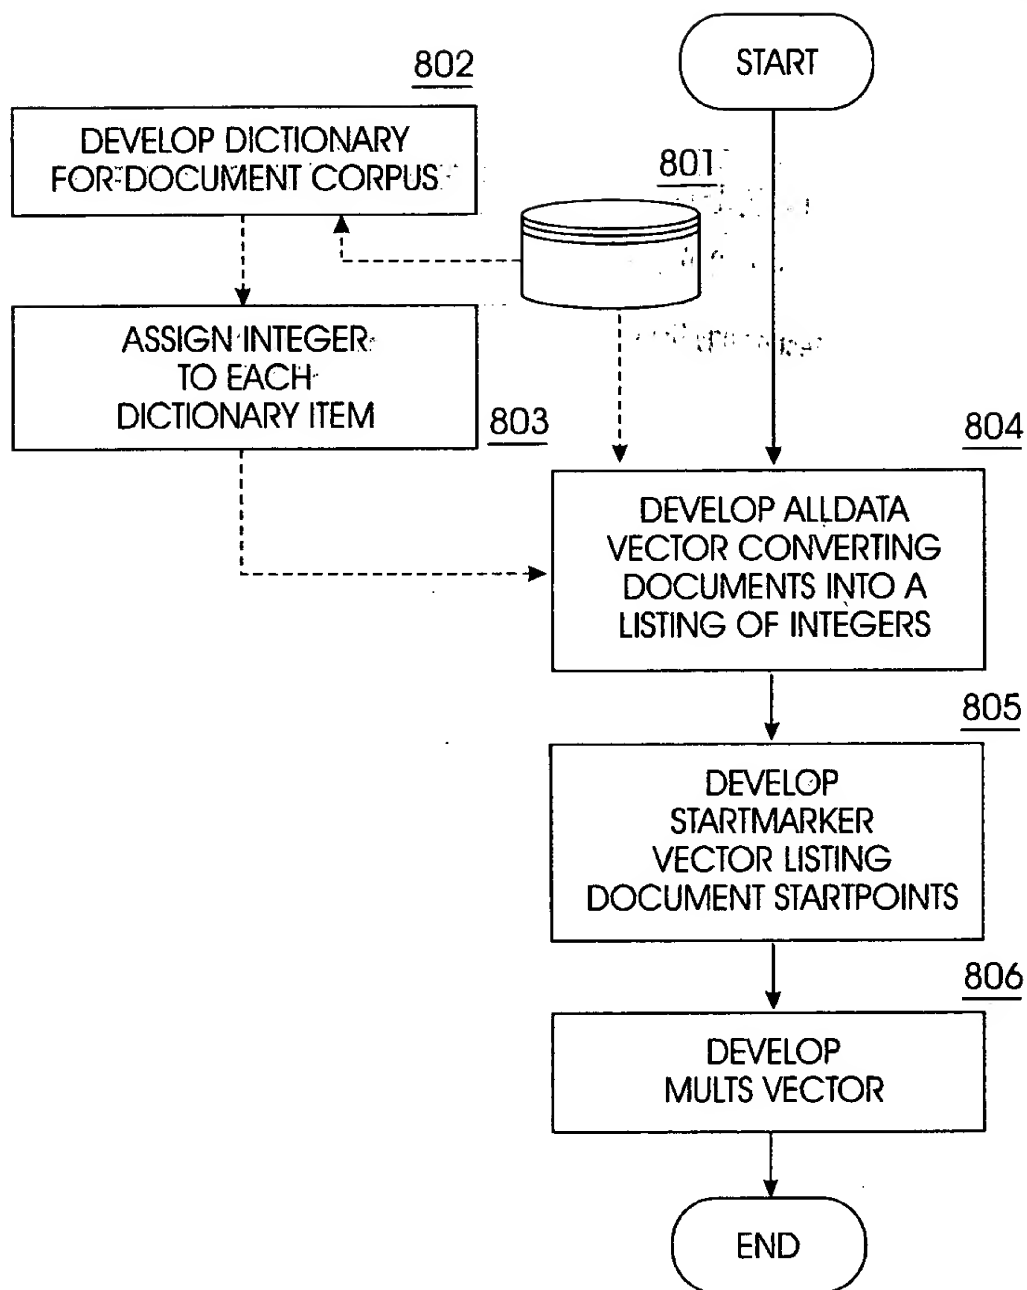 START
802
DEVELOP DICTIONARY
FOR DOCUMENT CORPUS
801
ASSIGN INTEGER
TO EACH
DICTIONARY ITEM
803
804
DEVELOP ALLDATA
VECTOR CONVERTING
DOCUMENTS INTO A
LISTING OF INTEGERS
805
DEVELOP
STARTMARKER
VECTOR LISTING
DOCUMENT STARTPOINTS
806
DEVELOP
MULTS VECTOR
END